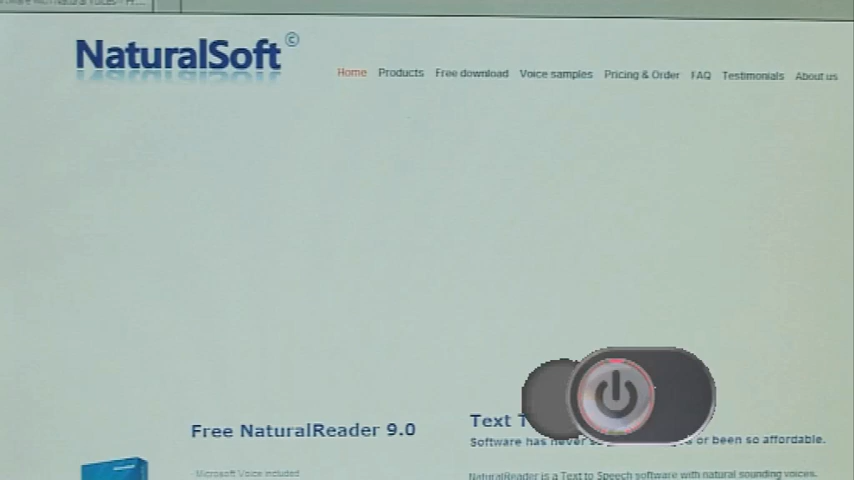 NaturalSoft©
Home Products Free download Voice samples Pricing & Order FAQ Testimonials About us
Free NaturalReader 9.0
Microsoft Voice included
Text
Software has never or been so affordable.
NaturalReader is a Text to Speech software with natural sounding voices.